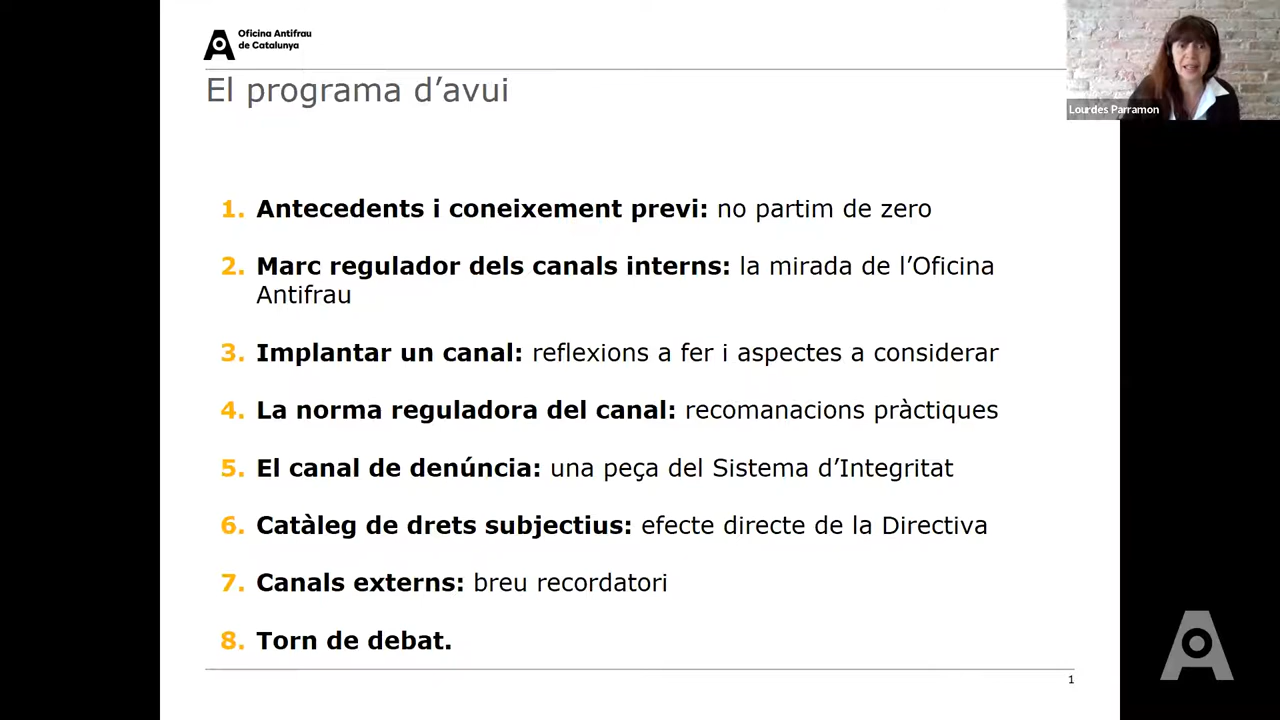 Oficina Antifrau
de Catalunya
El programa d’avui
Lourdes Parramon
1. Antecedents i coneixement previ: no partim de zero
2. Marc regulador dels canals interns: la mirada de l’Oficina
Antifrau
3. Implantar un canal: reflexions a fer i aspectes a considerar
4. La norma reguladora del canal: recomanacions pràctiques
5. El canal de denúncia: una peça del Sistema d’Integritat
6. Catàleg de drets subjectius: efecte directe de la Directiva
7. Canals externs: breu recordatori
8. Torn de debat.
1